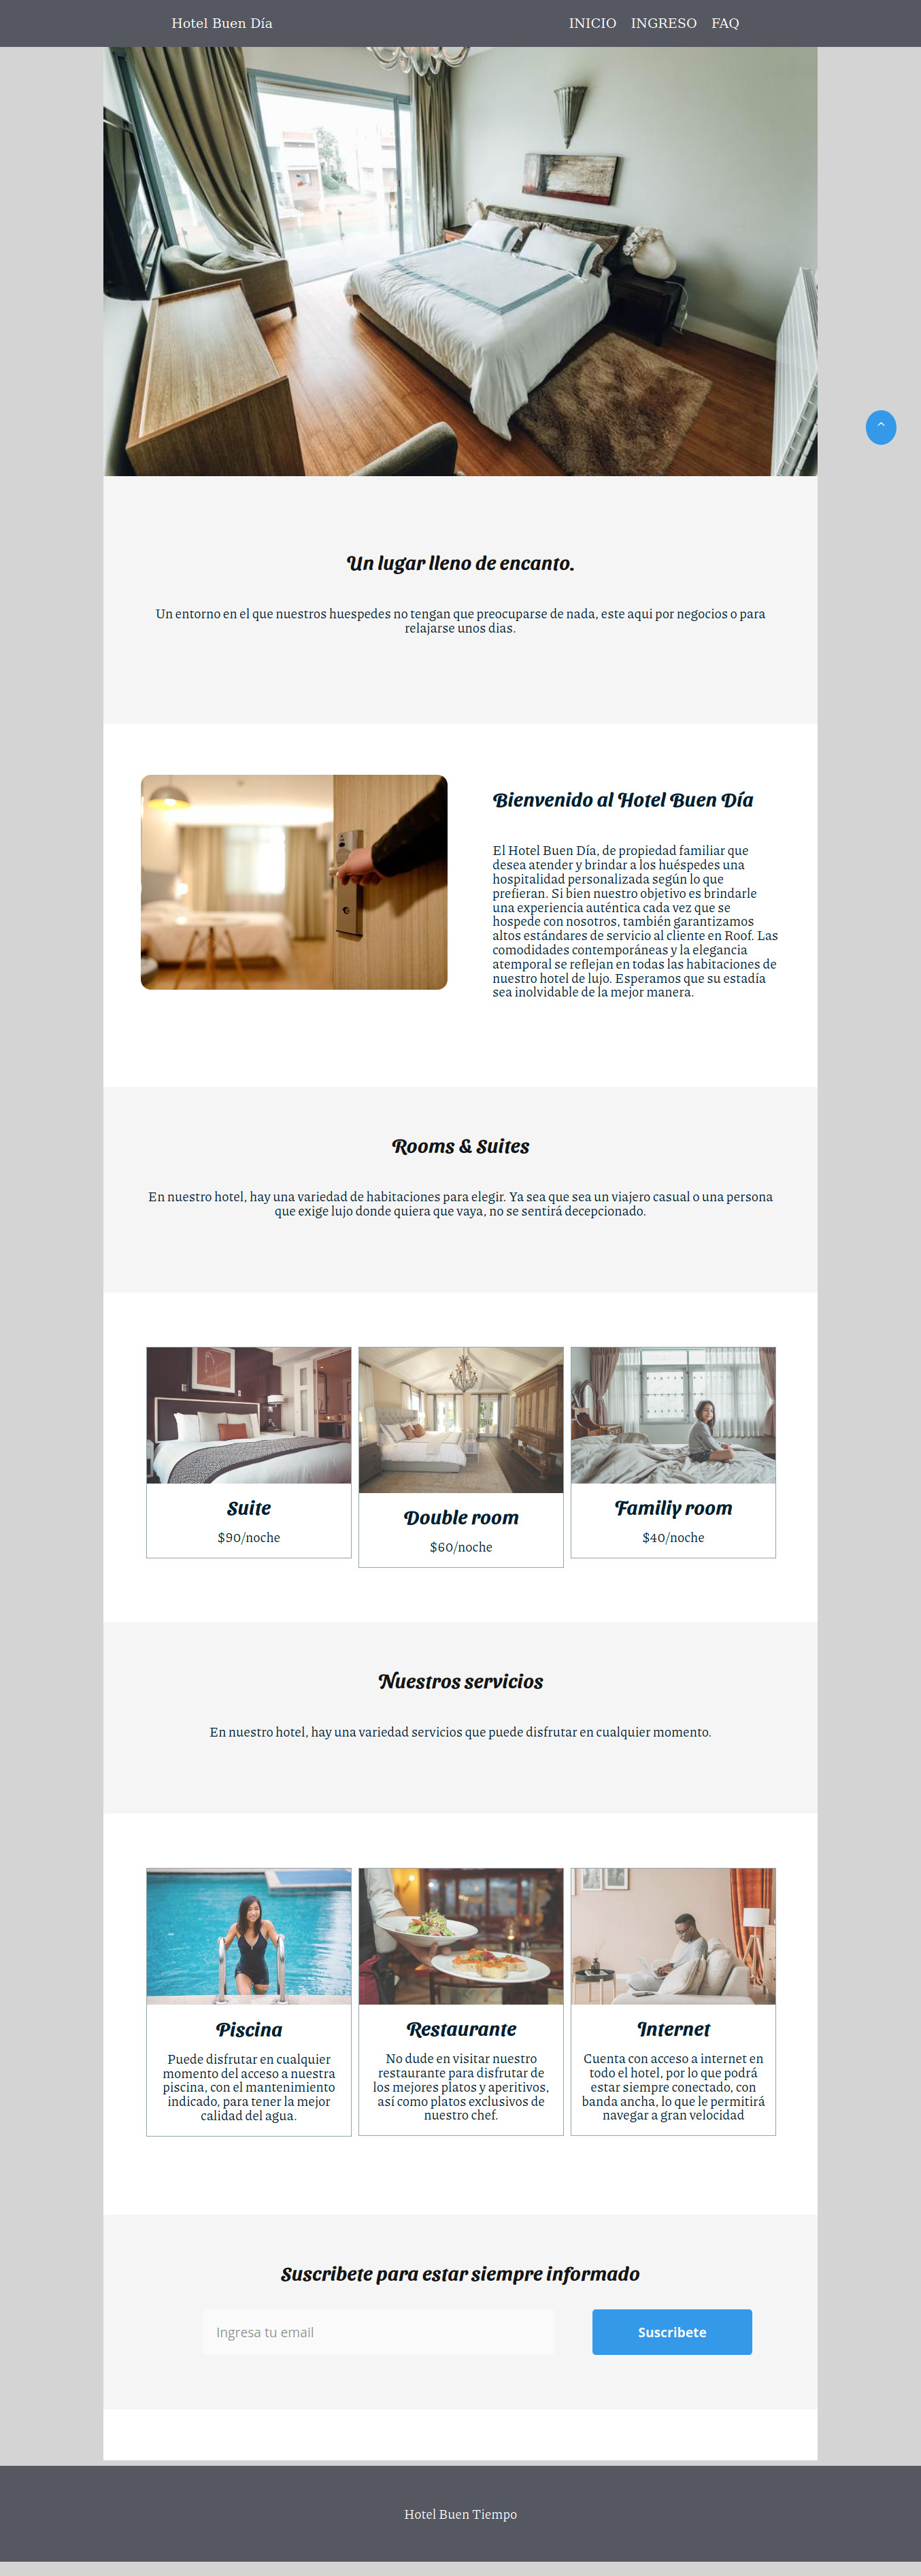 Hotel Buen Día
INICIO INGRESO FAQ
Un lugar lleno de encanto.
Un entorno en el que nuestros huespedes no tengan que preocuparse de nada, este aqui por negocios o para
relajarse unos dias.
Bienvenido al Hotel Buen Día
El Hotel Buen Día, de propiedad familiar que
desea atender y brindar a los huéspedes una
hospitalidad personalizada según lo que
prefieran. Si bien nuestro objetivo es brindarle
una experiencia auténtica cada vez que se
hospede con nosotros, también garantizamos
altos estándares de servicio al cliente en Roof. Las
comodidades contemporáneas y la elegancia
atemporal se reflejan en todas las habitaciones de
nuestro hotel de lujo. Esperamos que su estadía
sea inolvidable de la mejor manera.
Rooms & Suites
En nuestro hotel, hay una variedad de habitaciones para elegir. Ya sea que sea un viajero casual o una persona
que exige lujo donde quiera que vaya, no se sentirá decepcionado.
Suite
$90/noche
Double room
$60/noche
Familiy room
$40/noche
Nuestros servicios
En nuestro hotel, hay una variedad servicios que puede disfrutar en cualquier momento.
Piscina
Puede disfrutar en cualquier
momento del acceso a nuestra
piscina, con el mantenimiento
indicado, para tener la mejor
calidad del agua.
Restaurante
No dude en visitar nuestro
restaurante para disfrutar de
los mejores platos y aperitivos,
así como platos exclusivos de
nuestro chef.
Internet
Cuenta con acceso a internet en
todo el hotel, por lo que podrá
estar siempre conectado, con
banda ancha, lo que le permitirá
navegar a gran velocidad
Suscribete para estar siempre informado
Ingresa tu email
Suscribete
Hotel Buen Tiempo